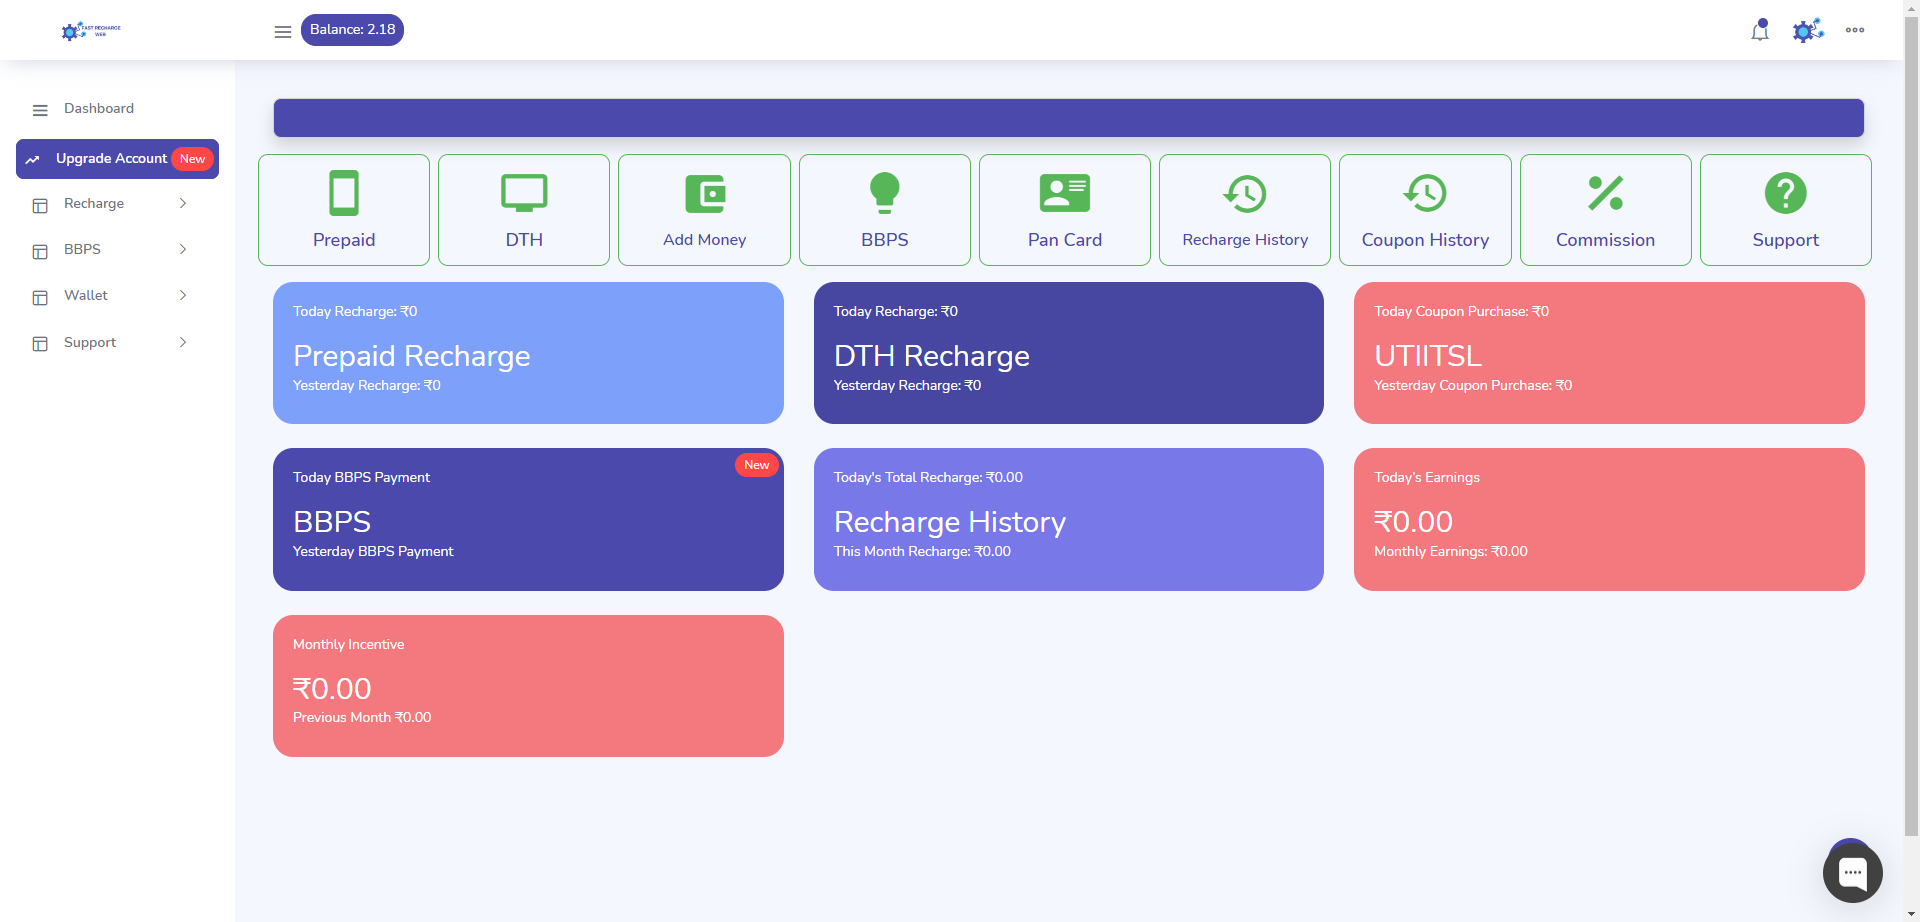 FAST RECHARGE
WEB
Balance: 2.18
Dashboard
Upgrade Account New
Recharge
BBPS
Wallet
Support
Prepaid
DTH
Add Money
BBPS
Pan Card
Recharge History
Coupon History
Commission
Support
Today Recharge: ₹0
Prepaid Recharge
Yesterday Recharge: ₹0
Today Recharge: ₹0
DTH Recharge
Yesterday Recharge: ₹0
Today Coupon Purchase: ₹0
UTIITSL
Yesterday Coupon Purchase: ₹0
New
Today BBPS Payment
BBPS
Yesterday BBPS Payment
Today's Total Recharge: ₹0.00
Recharge History
This Month Recharge: ₹0.00
Today’s Earnings
₹0.00
Monthly Earnings: ₹0.00
Monthly Incentive
₹0.00
Previous Month ₹0.00